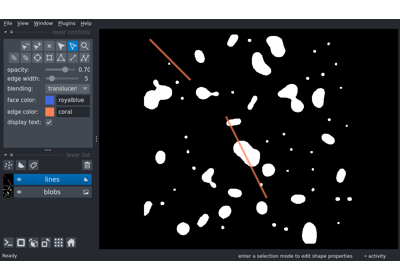 File View Window Plugins Help
layer controls
opacity: 0.70
edge width: 5
blending: translucen
face color: royalblue
edge color: coral
display text:
layer list
lines
blobs
Ready enter a selection mode to edit shape properties activity